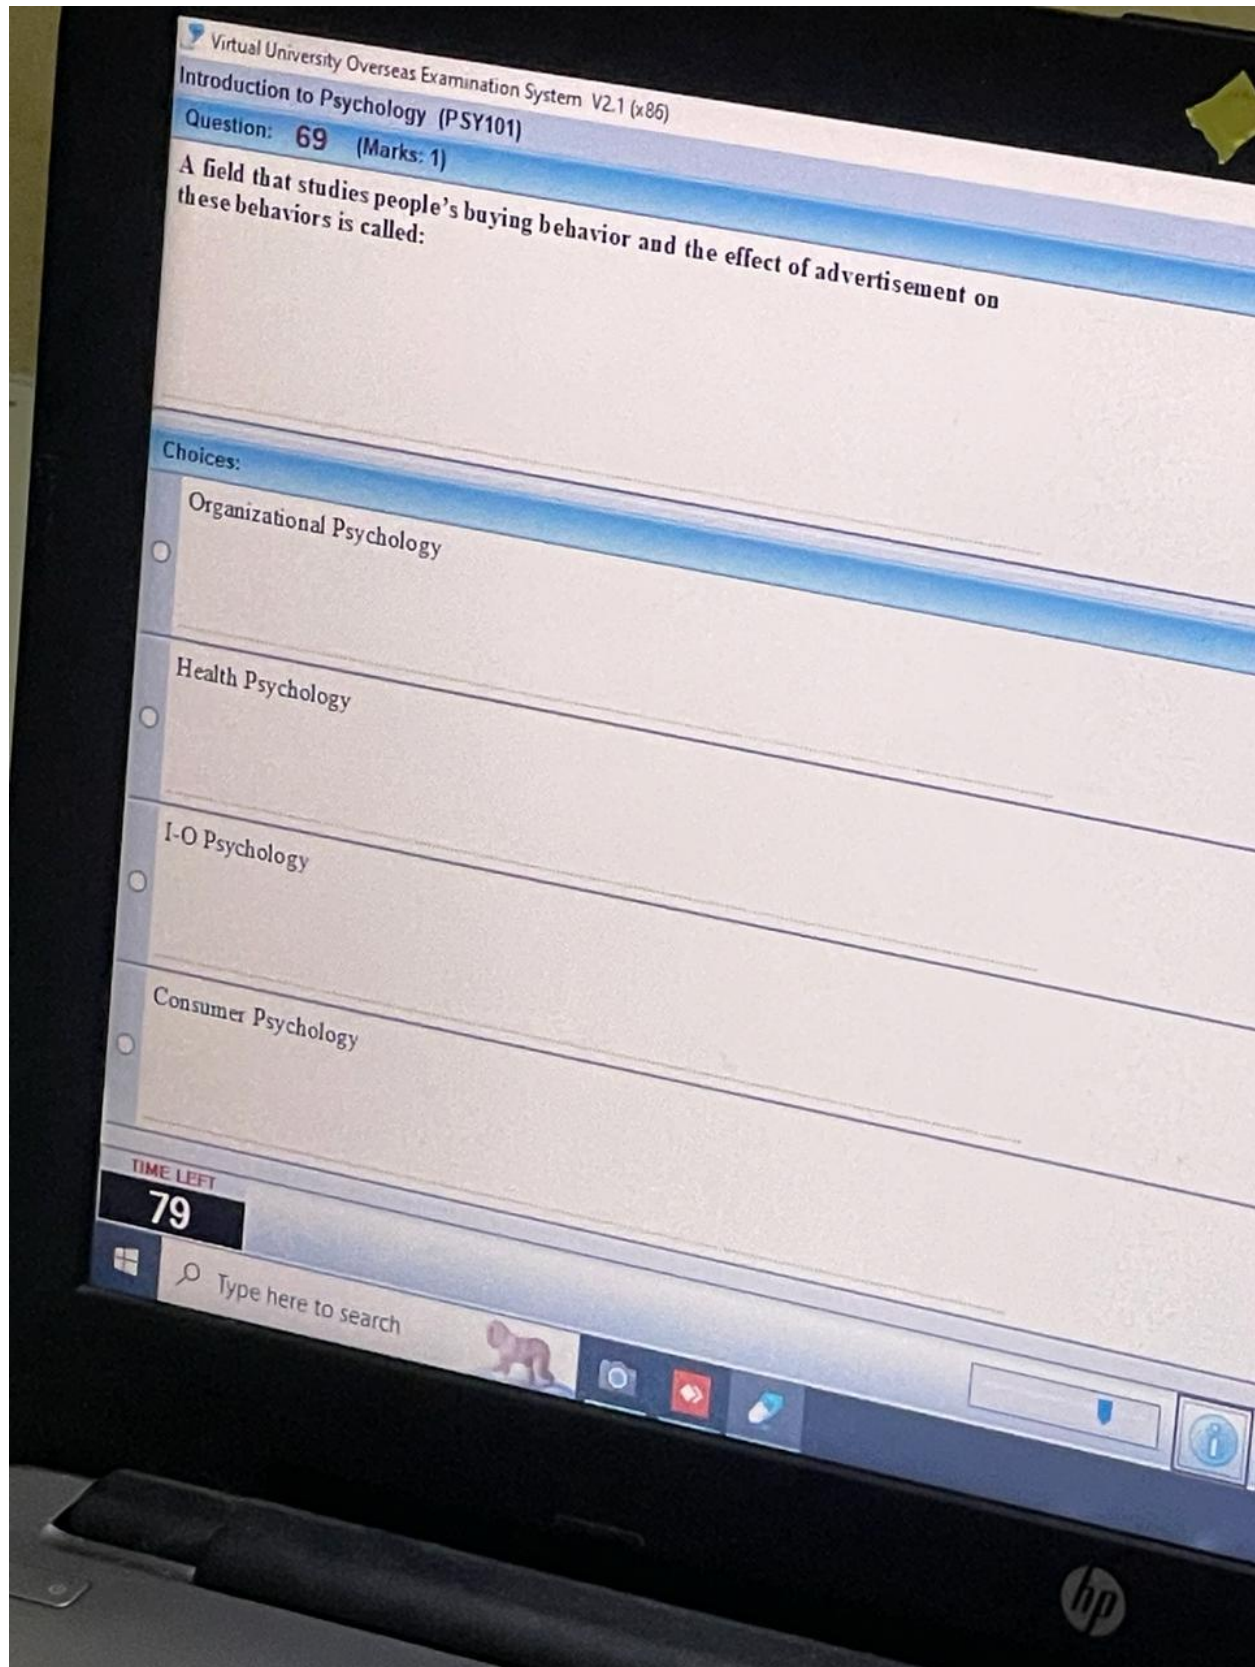 Virtual University Overseas Examination System V2.1 (x86)
Introduction to Psychology (PSY101)
Question: 69 (Marks: 1)
A field that studies people's buying behavior and the effect of advertisement on
these behaviors is called:
Choices:
Organizational Psychology
Health Psychology
I-O Psychology
Consumer Psychology
TIME LEFT
79
Type here to search
hp